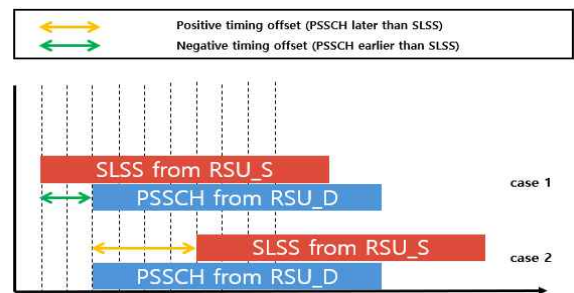 Positive timing offset (PSSCH later than SLSS)
Negative timing offset (PSSCH earlier than SLSS)
SLSS from RSU_S
PSSCH from RSU_D
case 1
SLSS from RSU_S
PSSCH from RSU_D
case 2